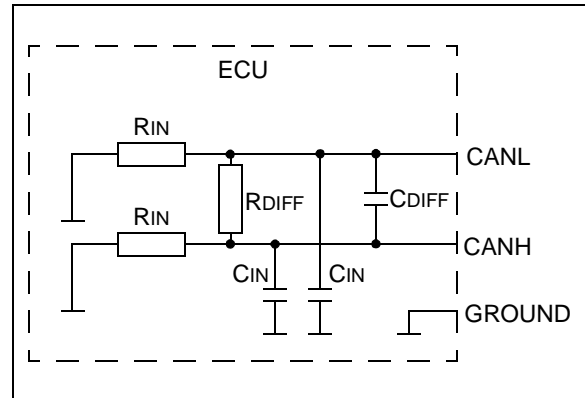 ECU
RIN
CANL
RDIFF
CDIFF
RIN
CANH
CIN
CIN
GROUND